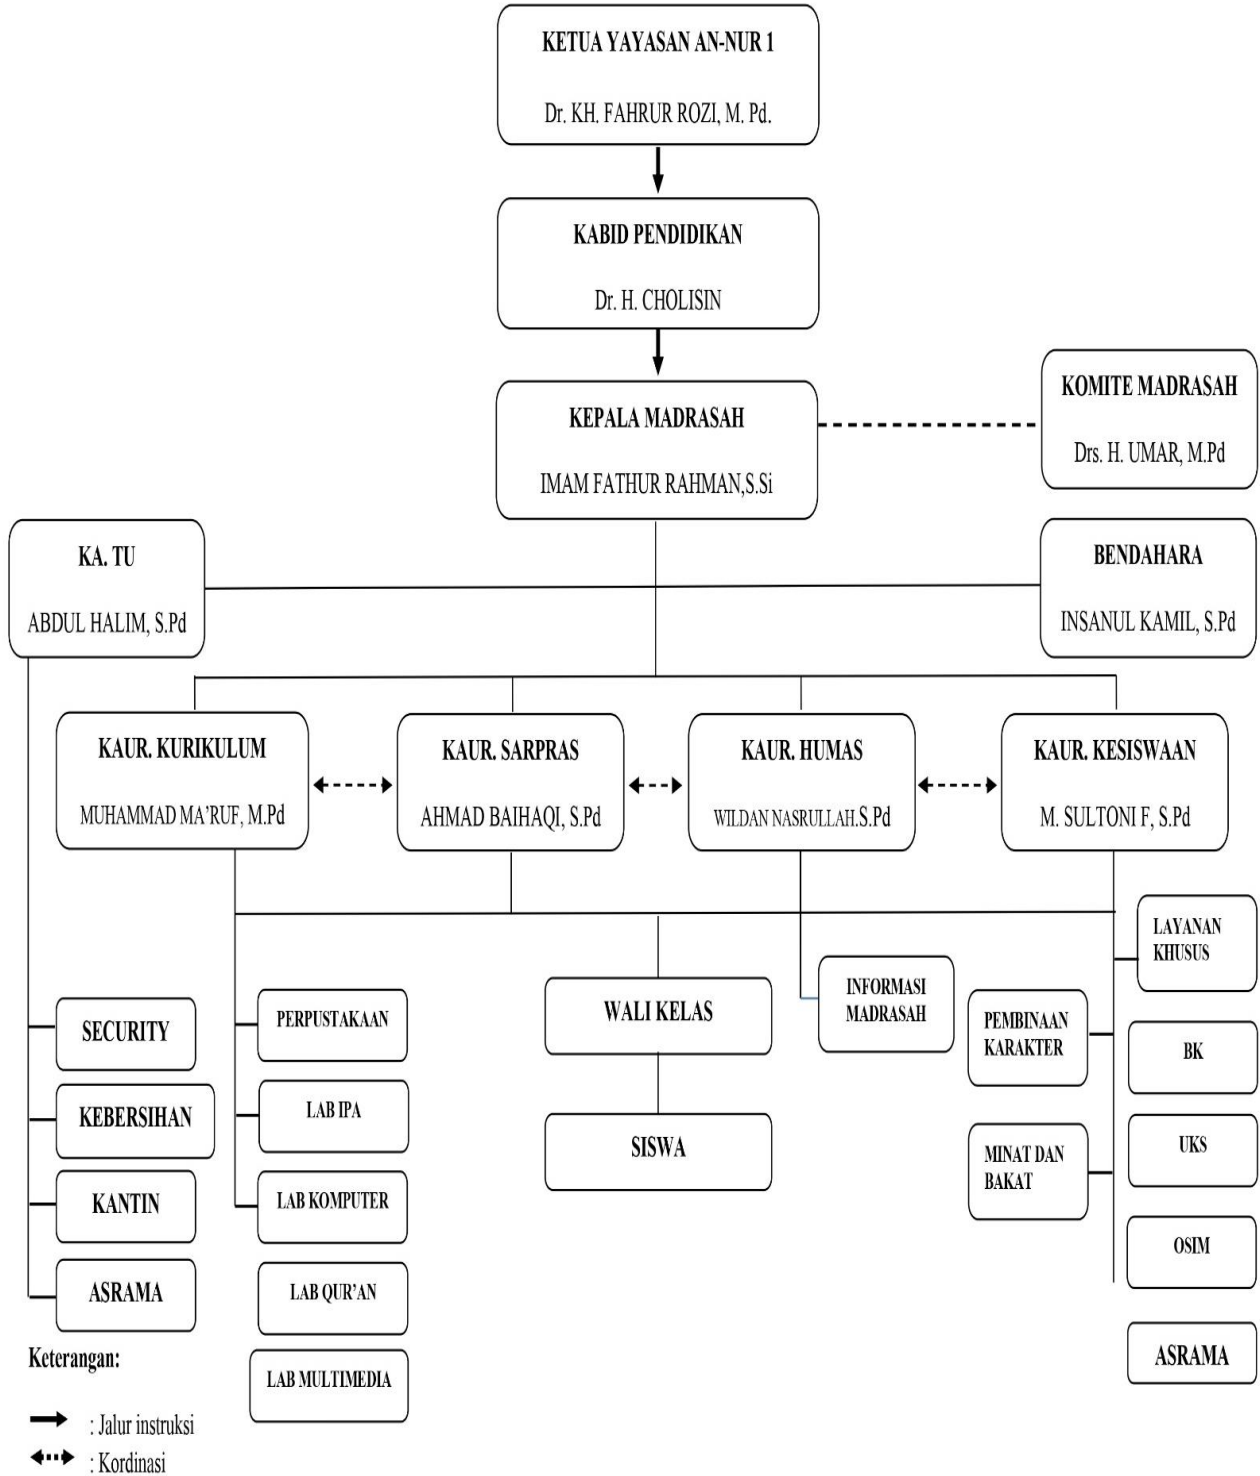 KETUA YAYASAN AN-NUR 1
Dr. KH. FAHRUR ROZI, M. Pd.
KABID PENDIDIKAN
Dr. H. CHOLISIN
KEPALA MADRASAH
IMAM FATHUR RAHMAN,S.Si
KOMITE MADRASAH
Drs. H. UMAR, M.Pd
KA. TU
ABDUL HALIM, S.Pd
BENDAHARA
INSANUL KAMIL, S.Pd
KAUR. KURIKULUM
MUHAMMAD MA’RUF, M.Pd
KAUR. SARPRAS
AHMAD BAIHAQI, S.Pd
KAUR. HUMAS
WILDAN NASRULLAH.S.Pd
KAUR. KESISWAAN
M. SULTONI F, S.Pd
SECURITY
KEBERSIHAN
KANTIN
ASRAMA
PERPUSTAKAAN
LAB IPA
LAB KOMPUTER
LAB QUR’AN
LAB MULTIMEDIA
WALI KELAS
SISWA
INFORMASI
MADRASAH
PEMBINAAN
KARAKTER
MINAT DAN
BAKAT
LAYANAN
KHUSUS
BK
UKS
OSIM
ASRAMA
Keterangan:
: Jalur instruksi
: Kordinasi